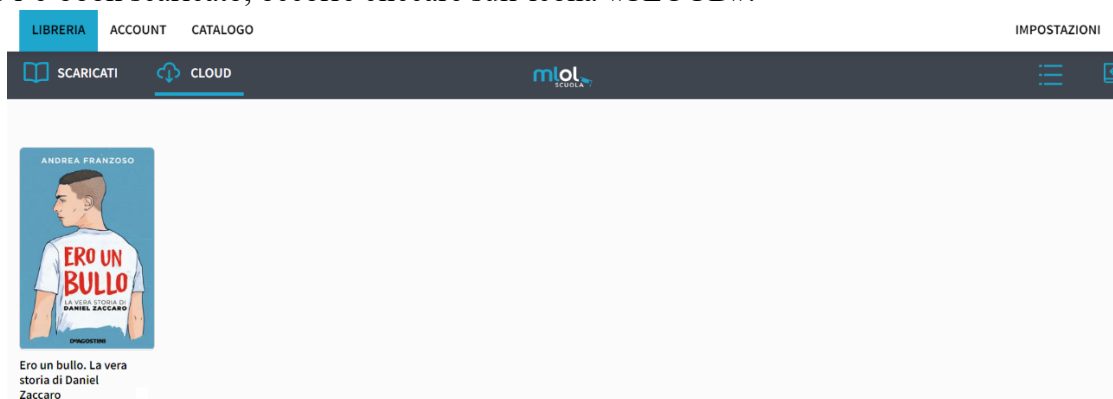 LIBRERIA ACCOUNT CATALOGO IMPOSTAZIONI
SCARICATI CLOUD mlol
SCUOLA
ANDREA FRANZOSO
ERO UN
BULLO
LA VERA STORIA DI
DANIEL ZACCARO
DeAGOSTINI
Ero un bullo. La vera
storia di Daniel
Zaccaro